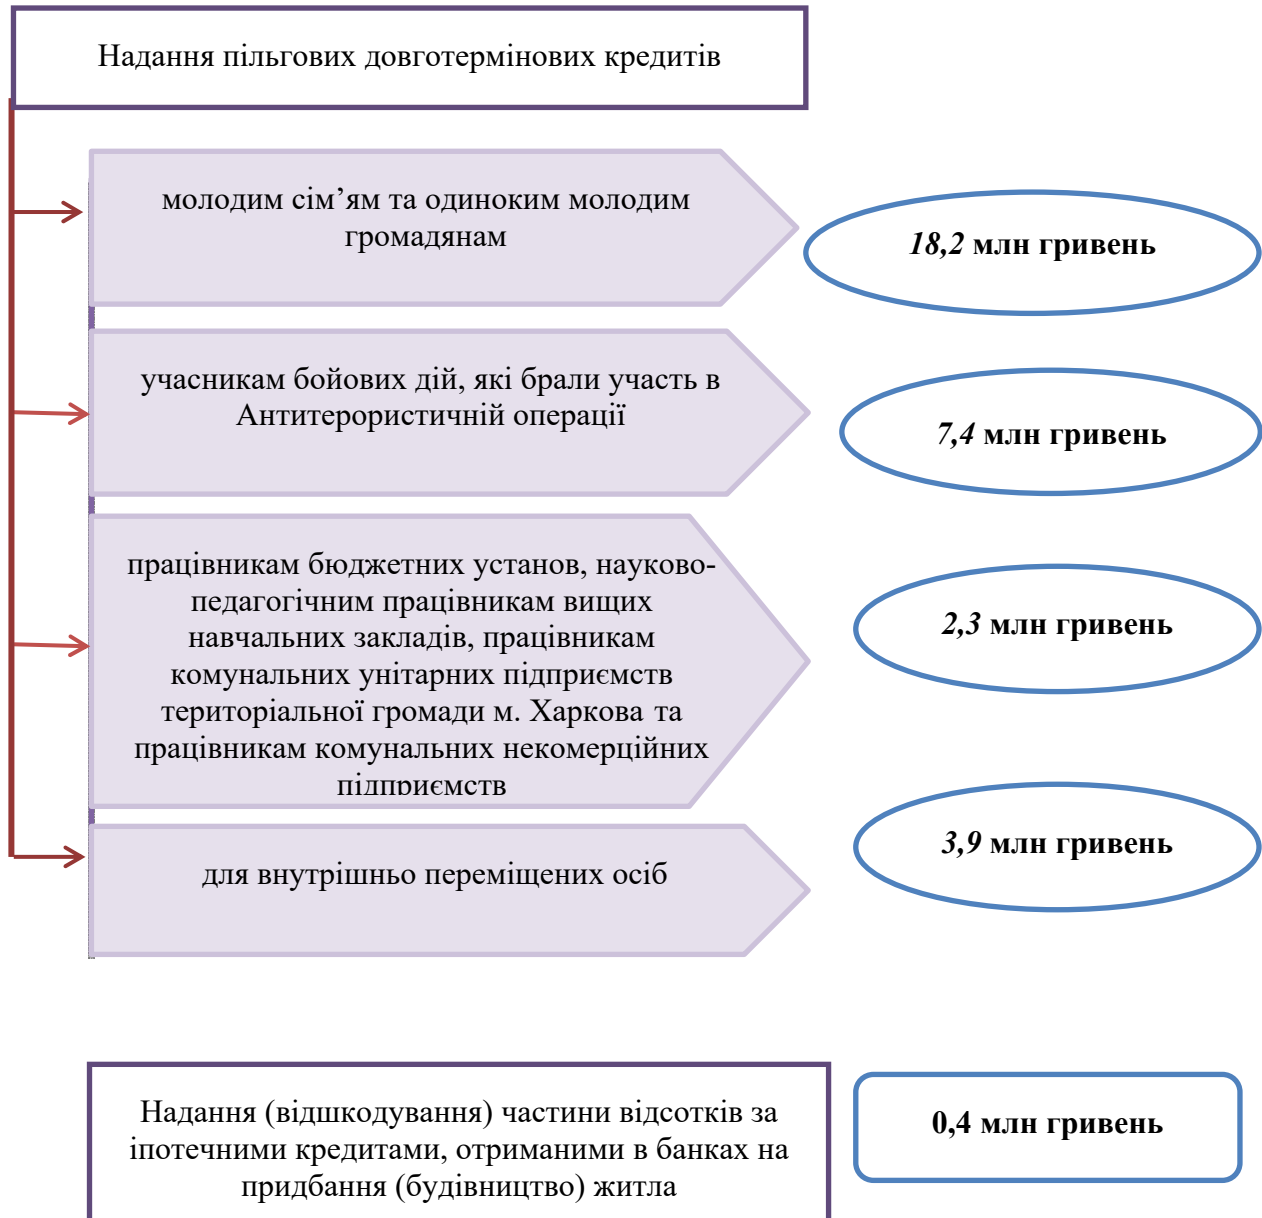 Надання пільгових довготермінових кредитів
молодим сім’ям та одиноким молодим
громадянам
18,2 млн гривень
учасникам бойових дій, які брали участь в
Антитерористичній операції
7,4 млн гривень
працівникам бюджетних установ, науково-
педагогічним працівникам вищих
навчальних закладів, працівникам
комунальних унітарних підприємств
територіальної громади м. Харкова та
працівникам комунальних некомерційних
підприємств
2,3 млн гривень
для внутрішньо переміщених осіб
3,9 млн гривень
Надання (відшкодування) частини відсотків за
іпотечними кредитами, отриманими в банках на
придбання (будівництво) житла
0,4 млн гривень